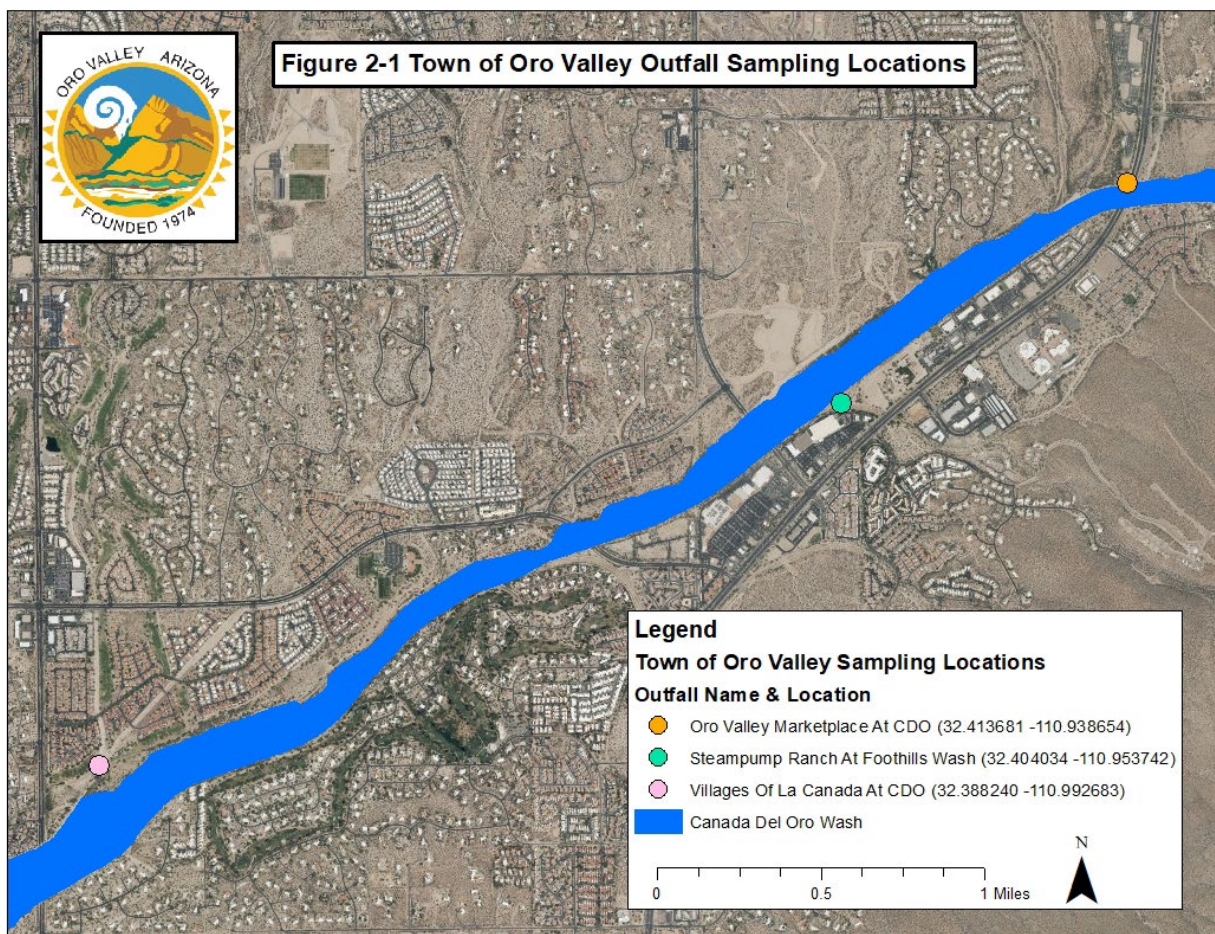 ORO VALLEY ARIZONA
FOUNDED 1974
Figure 2-1 Town of Oro Valley Outfall Sampling Locations
Legend
Town of Oro Valley Sampling Locations
Outfall Name & Location
Oro Valley Marketplace At CDO (32.413681 -110.938654)
Steampump Ranch At Foothills Wash (32.404034 -110.953742)
Villages Of La Canada At CDO (32.388240 -110.992683)
Canada Del Oro Wash
N
0 0.5 1 Miles